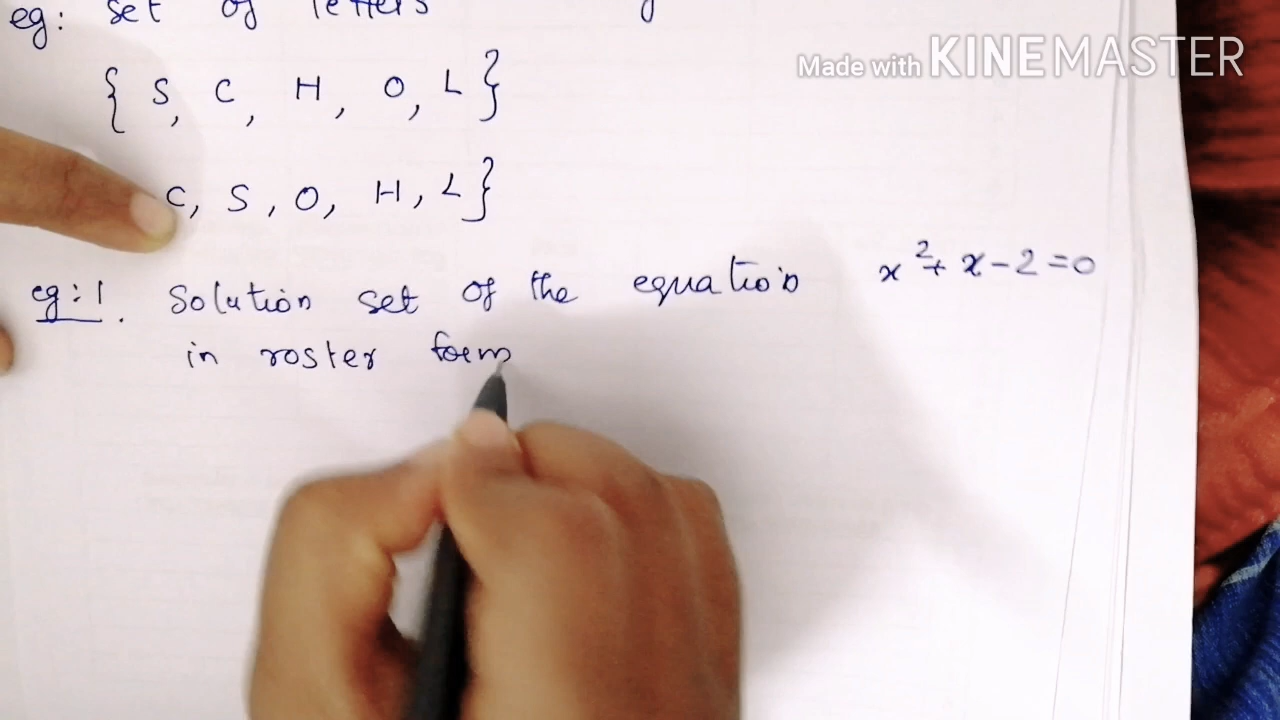 Made with KINEMASTER
eg: set of letters
{ S, C, H, O, L }
C, S, O, H, L }
eg:1. Solution set of the equation x²+ x-2=0
in roster form